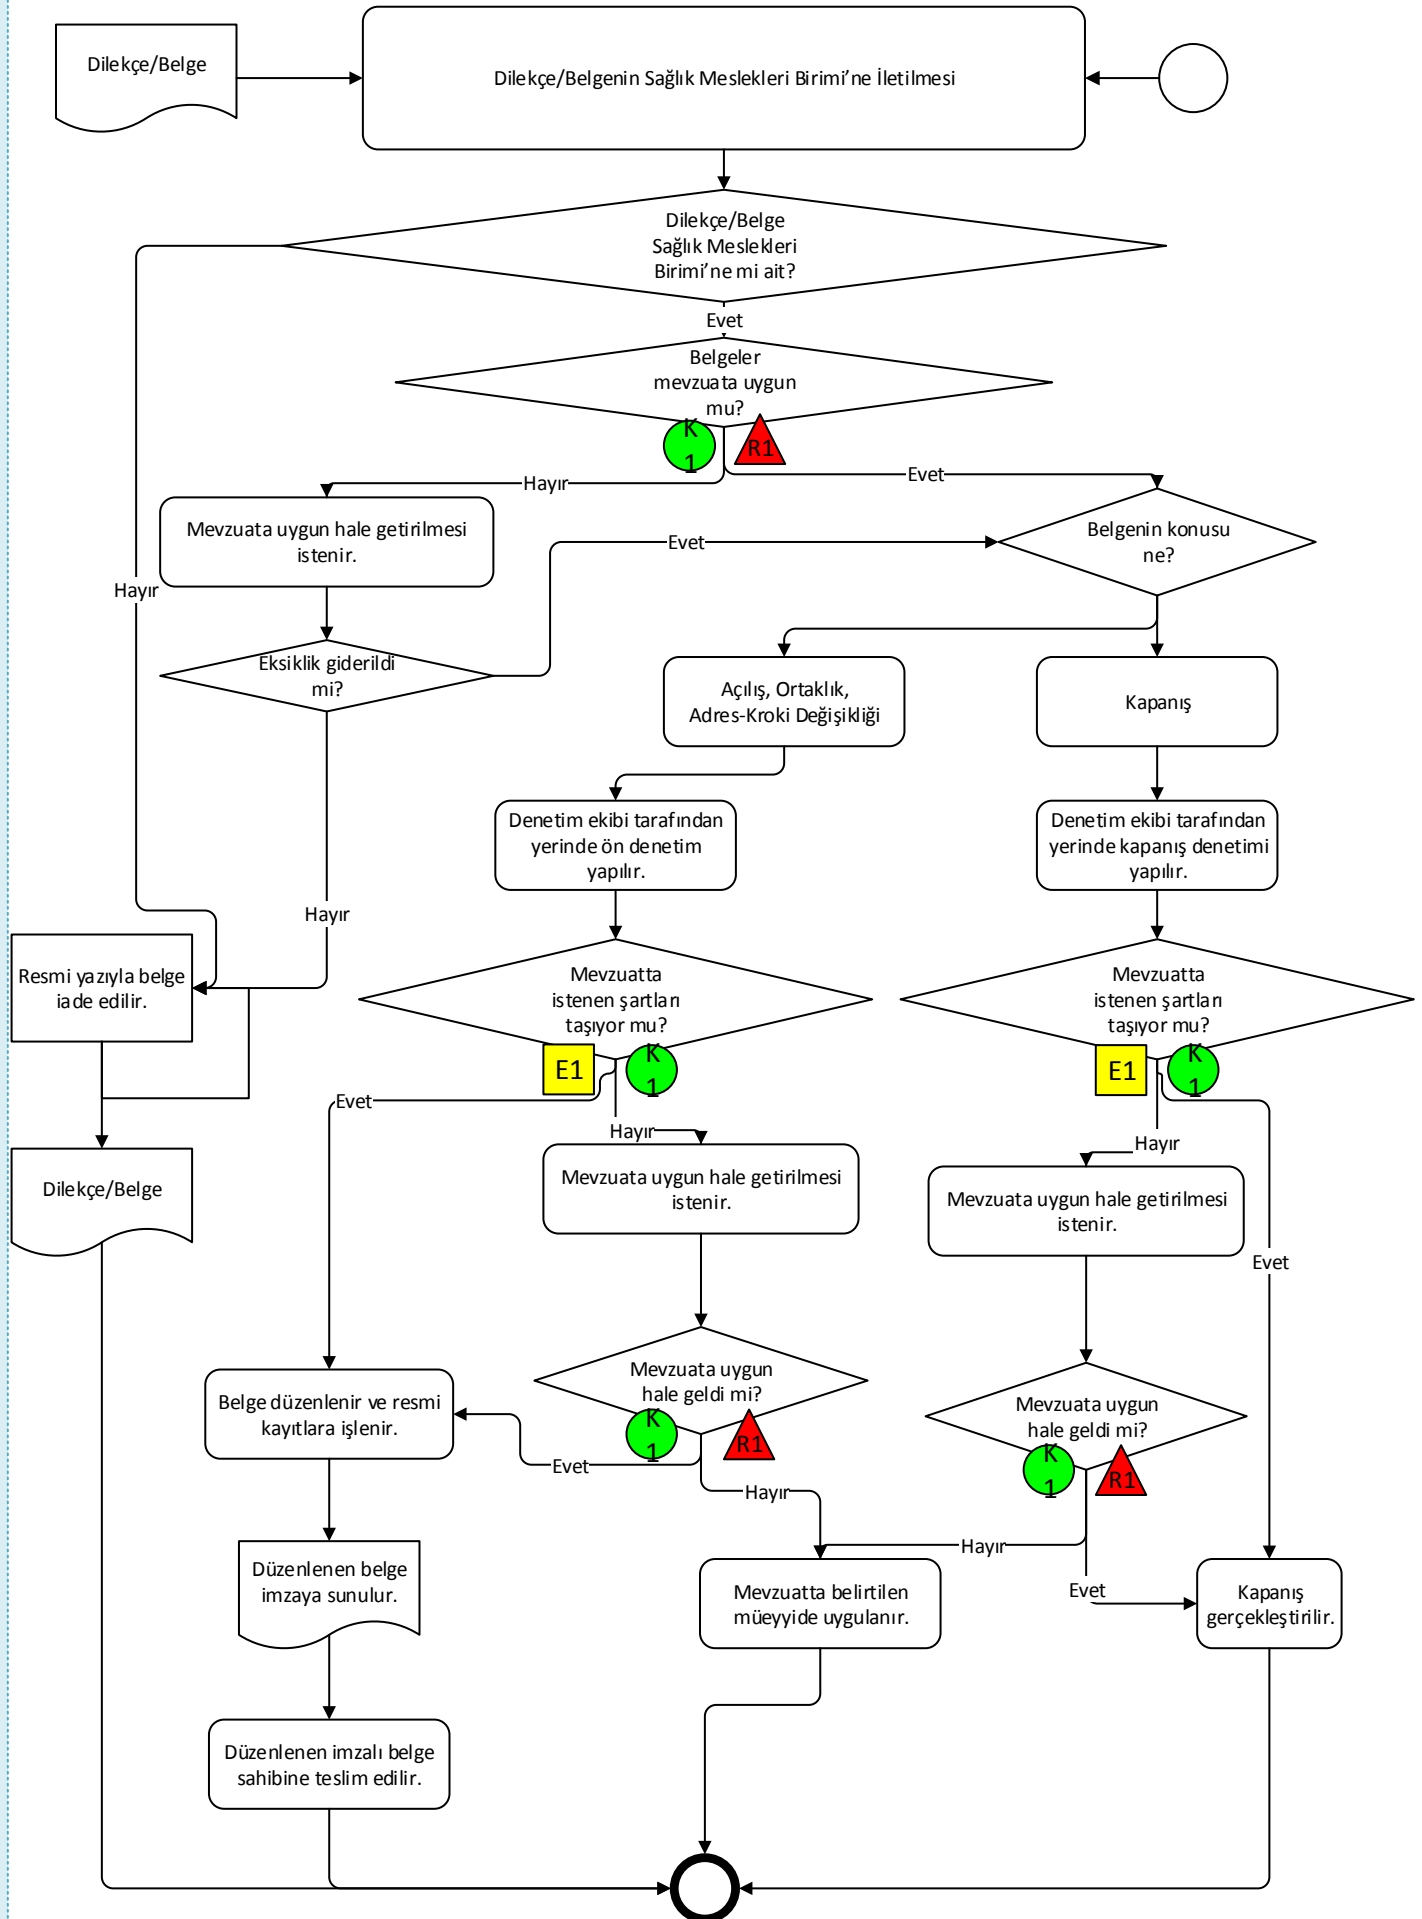 Dilekçe/Belge
Dilekçe/Belgenin Sağlık Meslekleri Birimi’ne İletilmesi
Dilekçe/Belge
Sağlık Meslekleri
Birimi’ne mi ait?
Evet
Belgeler
mevzuata uygun
mu?
K
1
R1
Hayır
Evet
Mevzuata uygun hale getirilmesi
istenir.
Evet
Belgenin konusu
ne?
Hayır
Eksiklik giderildi
mi?
Açılış, Ortaklık,
Adres-Kroki Değişikliği
Kapanış
Denetim ekibi tarafından
yerinde ön denetim
yapılır.
Denetim ekibi tarafından
yerinde kapanış denetimi
yapılır.
Hayır
Resmi yazıyla belge
iade edilir.
Mevzuatta
istenen şartları
taşıyor mu?
Mevzuatta
istenen şartları
taşıyor mu?
E1
K
1
E1
K
1
Evet
Hayır
Hayır
Dilekçe/Belge
Mevzuata uygun hale getirilmesi
istenir.
Mevzuata uygun hale getirilmesi
istenir.
Evet
Belge düzenlenir ve resmi
kayıtlara işlenir.
Mevzuata uygun
hale geldi mi?
Mevzuata uygun
hale geldi mi?
K
1
R1
K
1
R1
Evet
Hayır
Hayır
Düzenlenen belge
imzaya sunulur.
Mevzuatta belirtilen
müeyyide uygulanır.
Evet
Kapanış
gerçekleştirilir.
Düzenlenen imzalı belge
sahibine teslim edilir.